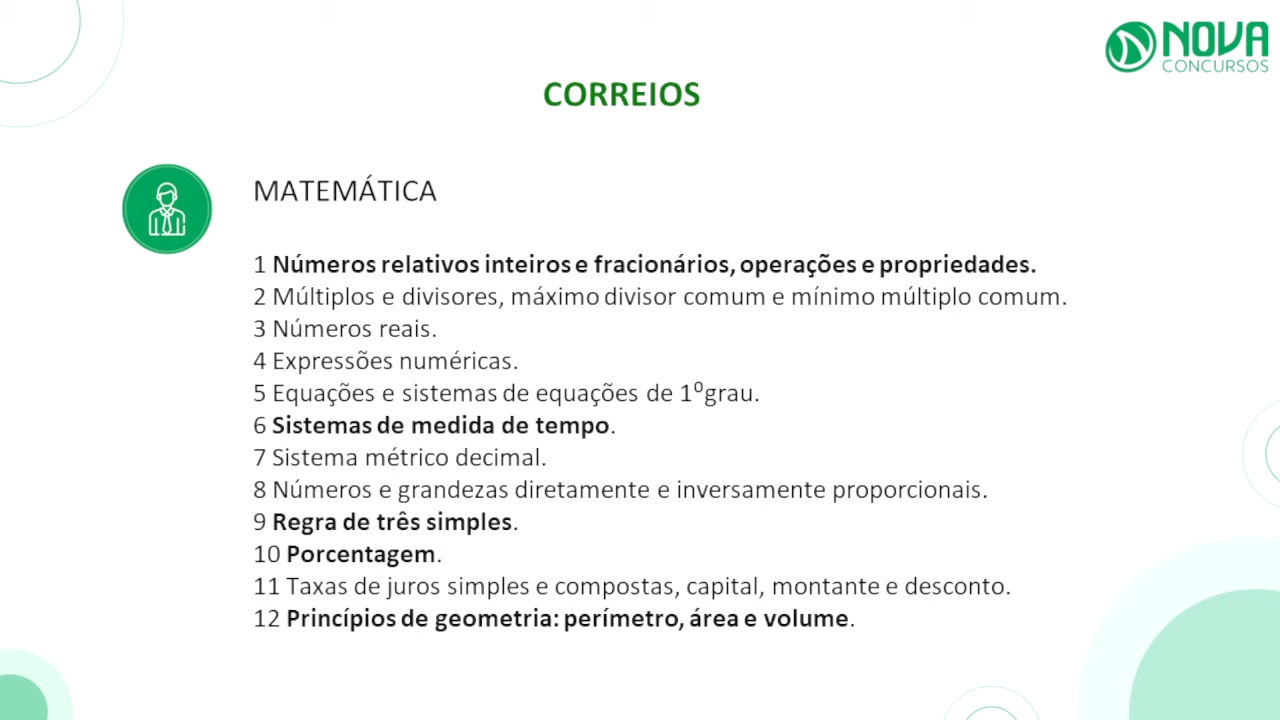 NOVA
CONCURSOS
CORREIOS
MATEMÁTICA
1 Números relativos inteiros e fracionários, operações e propriedades.
2 Múltiplos e divisores, máximo divisor comum e mínimo múltiplo comum.
3 Números reais.
4 Expressões numéricas.
5 Equações e sistemas de equações de 1ºgrau.
6 Sistemas de medida de tempo.
7 Sistema métrico decimal.
8 Números e grandezas diretamente e inversamente proporcionais.
9 Regra de três simples.
10 Porcentagem.
11 Taxas de juros simples e compostas, capital, montante e desconto.
12 Princípios de geometria: perímetro, área e volume.